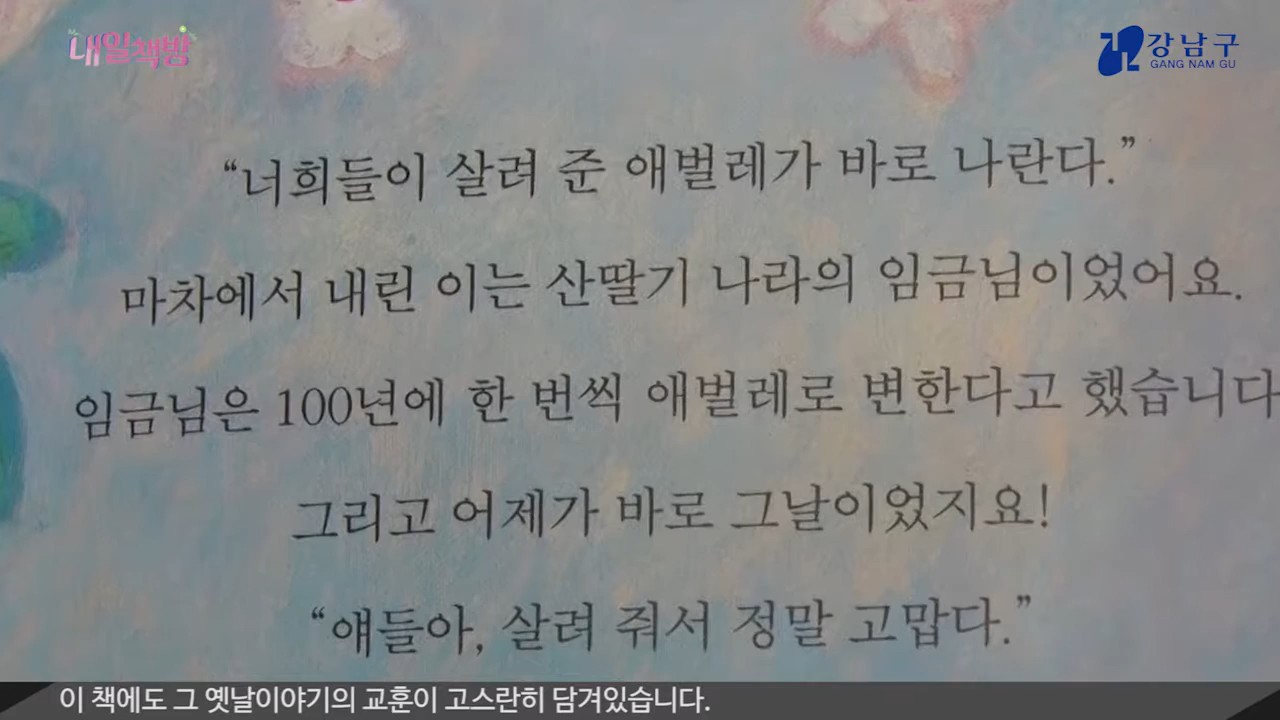 내일책방
강남구
GANG NAM GU
“너희들이 살려 준 애벌레가 바로 나란다.”
마차에서 내린 이는 산딸기 나라의 임금님이었어요.
임금님은 100년에 한 번씩 애벌레로 변한다고 했습니다
그리고 어제가 바로 그날이었지요!
“얘들아, 살려 줘서 정말 고맙다.”
이 책에도 그 옛날이야기의 교훈이 고스란히 담겨있습니다.